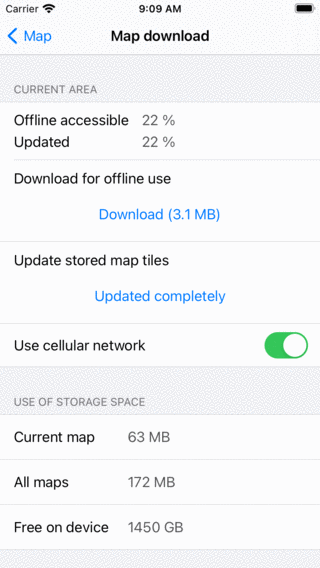 Carrier 9:09 AM
Map Map download
CURRENT AREA
Offline accessible 22 %
Updated 22 %
Download for offline use
Download (3.1 MB)
Update stored map tiles
Updated completely
Use cellular network
USE OF STORAGE SPACE
Current map 63 MB
All maps 172 MB
Free on device 1450 GB